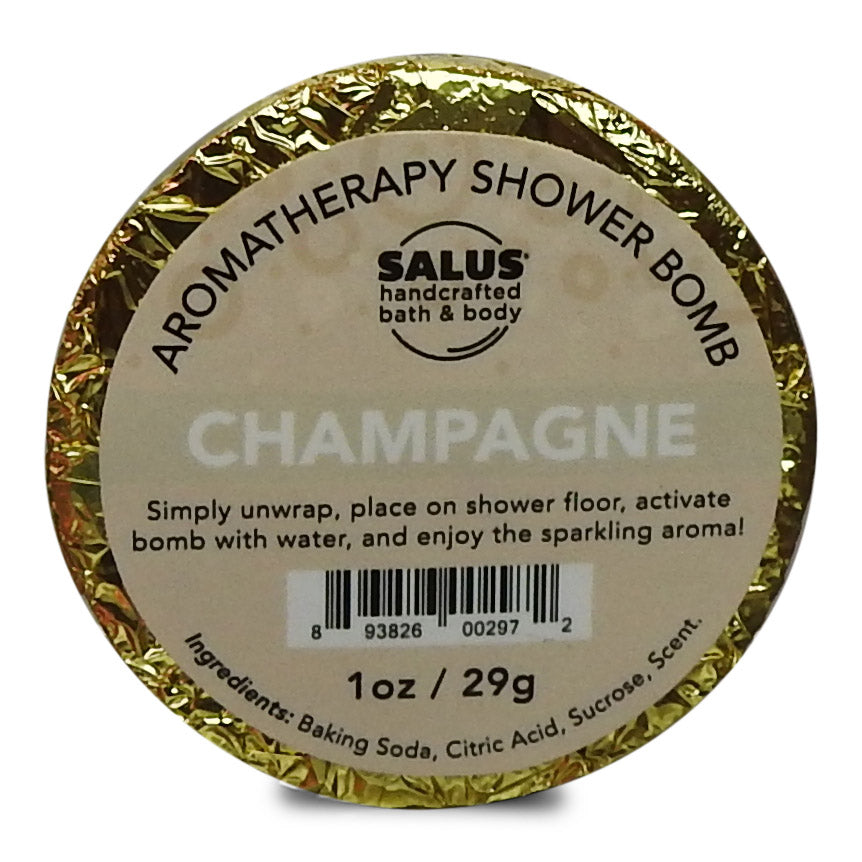 AROMATHERAPY SHOWER BOMB
SALUS®
handcrafted
bath & body
CHAMPAGNE
Simply unwrap, place on shower floor, activate
bomb with water, and enjoy the sparkling aroma!
8 93826 00297 2
1oz / 29g
Ingredients: Baking Soda, Citric Acid, Sucrose, Scent.